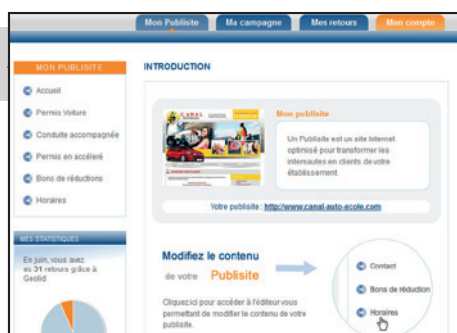 Mon Publisite
Ma campagne
Mes retours
Mon compte
MON PUBLISITE
Accueil
Permis Voiture
Conduite accompagnée
Permis en accéléré
Bons de réductions
Horaires
MES STATISTIQUES
En juin, vous avez
eu 31 retours grâce à
Geolid
INTRODUCTION
CANAL
Mon publisite
Un Publisite est un site Internet
optimisé pour transformer les
internautes en clients de votre
établissement.
Votre publisite : http://www.canal-auto-ecole.com
Modifiez le contenu
de votre Publisite
Cliquez ici pour accéder à l'éditeur vous
permettant de modifier le contenu de votre
publisite.
Contact
Bons de réduction
Horaires